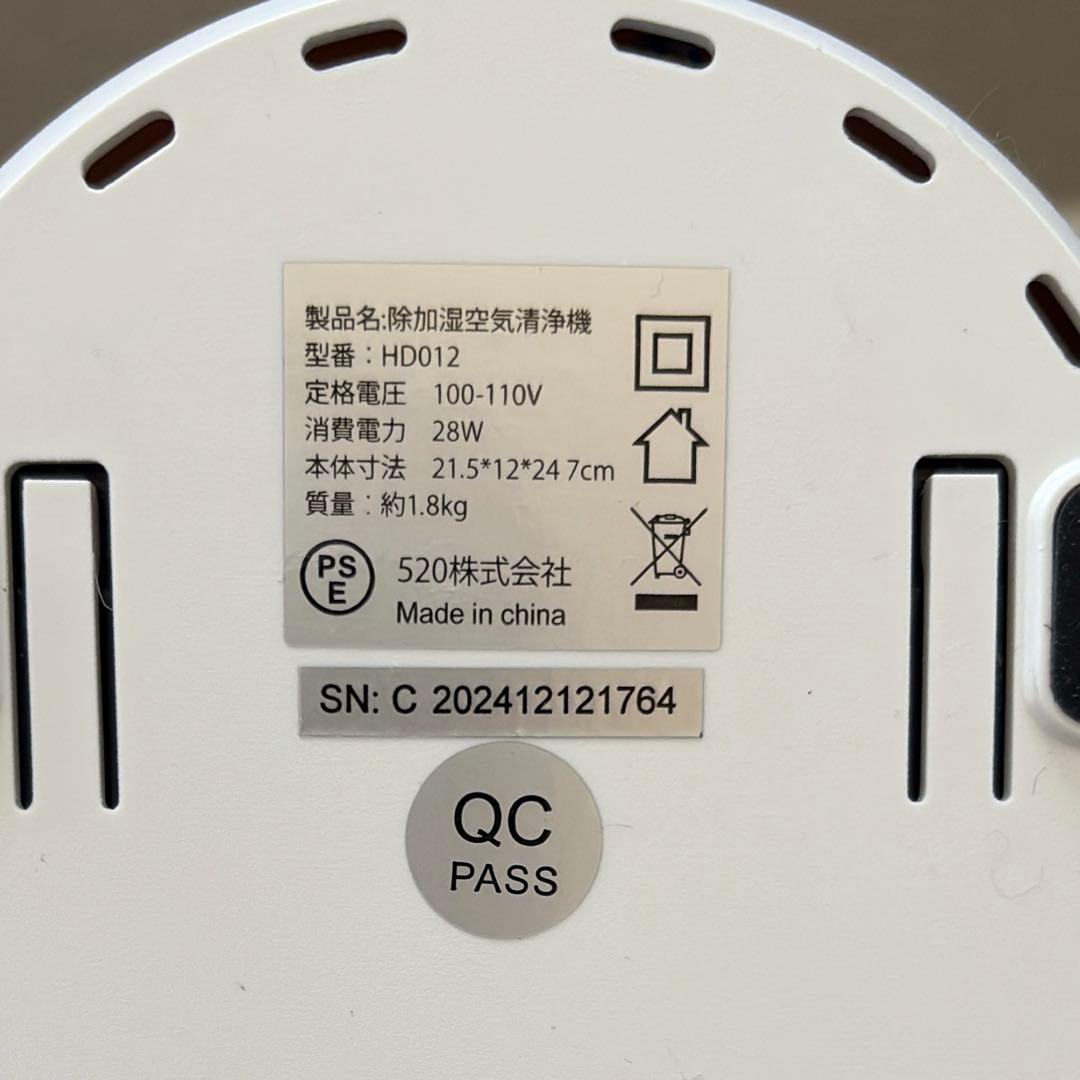 製品名:除加湿空気清浄機
型番：HD012
定格電圧 100-110V
消費電力 28W
本体寸法 21.5*12*24 7cm
質量：約1.8kg
PS
E
520株式会社
Made in china
SN: C 202412121764
QC
PASS